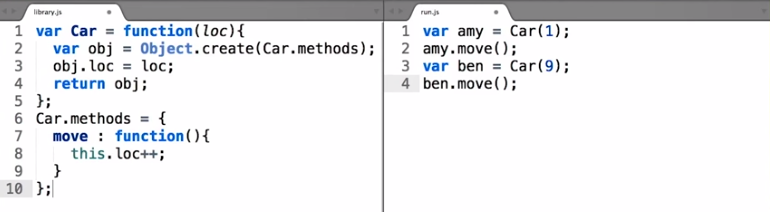 library.js
1 var Car = function(loc){
2   var obj = Object.create(Car.methods);
3   obj.loc = loc;
4   return obj;
5 };
6 Car.methods = {
7   move : function(){
8     this.loc++;
9   }
10 };
run.js
1 var amy = Car(1);
2 amy.move();
3 var ben = Car(9);
4 ben.move();